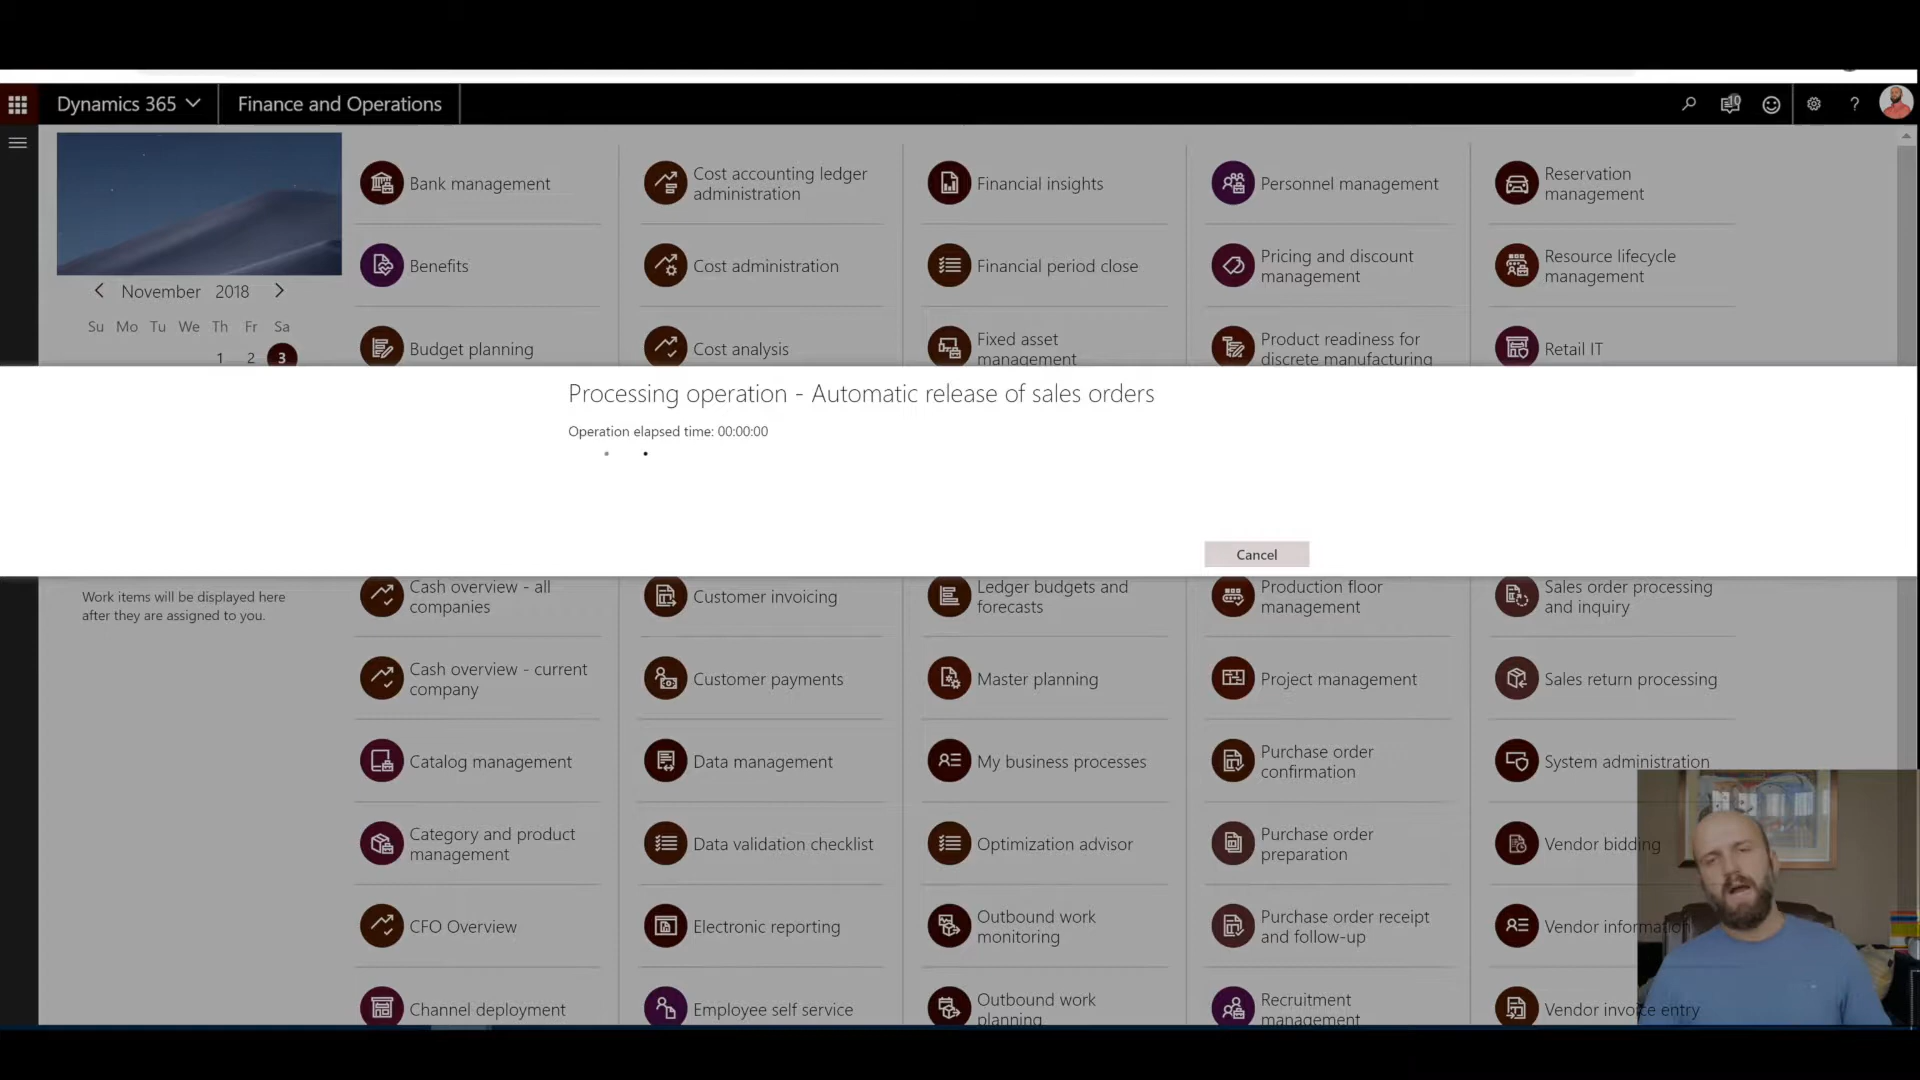 Dynamics 365
Finance and Operations
10
?
Bank management
Cost accounting ledger
administration
Financial insights
Personnel management
Reservation
management
Benefits
Cost administration
Financial period close
Pricing and discount
management
Resource lifecycle
management
November 2018
Su Mo Tu We Th Fr Sa
1 2 3
Budget planning
Cost analysis
Fixed asset
management
Product readiness for
discrete manufacturing
Retail IT
Processing operation - Automatic release of sales orders
Operation elapsed time: 00:00:00
Cancel
Work items will be displayed here
after they are assigned to you.
Cash overview - all
companies
Customer invoicing
Ledger budgets and
forecasts
Production floor
management
Sales order processing
and inquiry
Cash overview - current
company
Customer payments
Master planning
Project management
Sales return processing
Catalog management
Data management
My business processes
Purchase order
confirmation
System administration
Category and product
management
Data validation checklist
Optimization advisor
Purchase order
preparation
Vendor bidding
CFO Overview
Electronic reporting
Outbound work
monitoring
Purchase order receipt
and follow-up
Vendor information
Channel deployment
Employee self service
Outbound work
planning
Recruitment
management
Vendor invoice entry